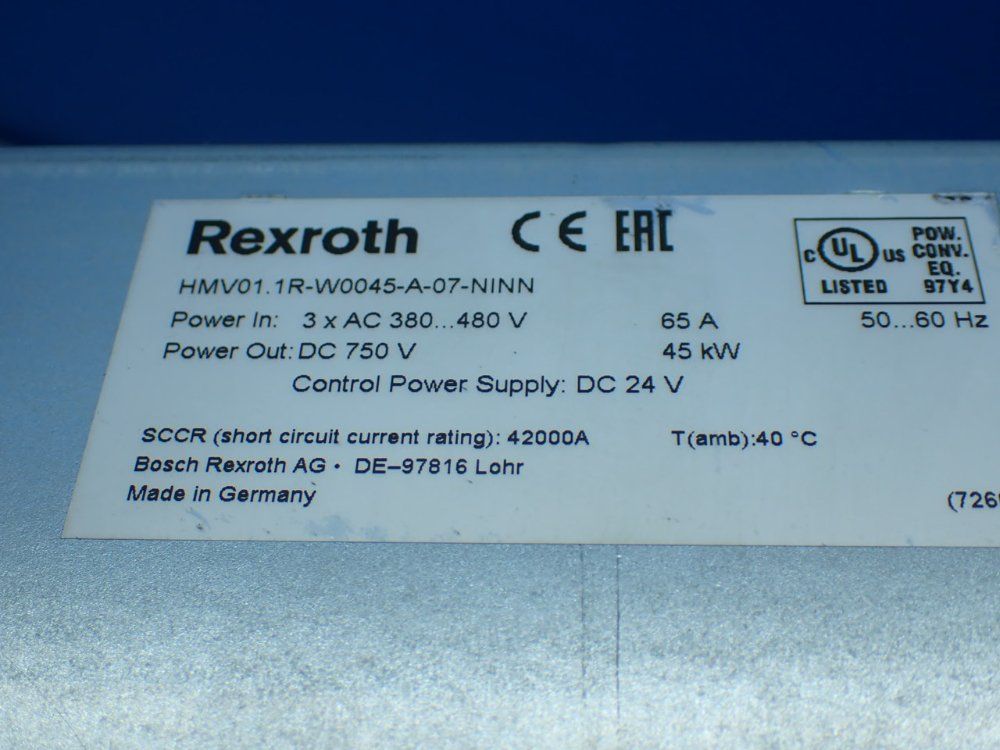 Rexroth CE EAC
HMV01.1R-W0045-A-07-NINN
C UL US LISTED
POW. CONV. EQ. 97Y4
Power In: 3 x AC 380...480 V 65 A 50...60 Hz
Power Out: DC 750 V 45 kW
Control Power Supply: DC 24 V
SCCR (short circuit current rating): 42000A T(amb):40 °C
Bosch Rexroth AG • DE–97816 Lohr
Made in Germany